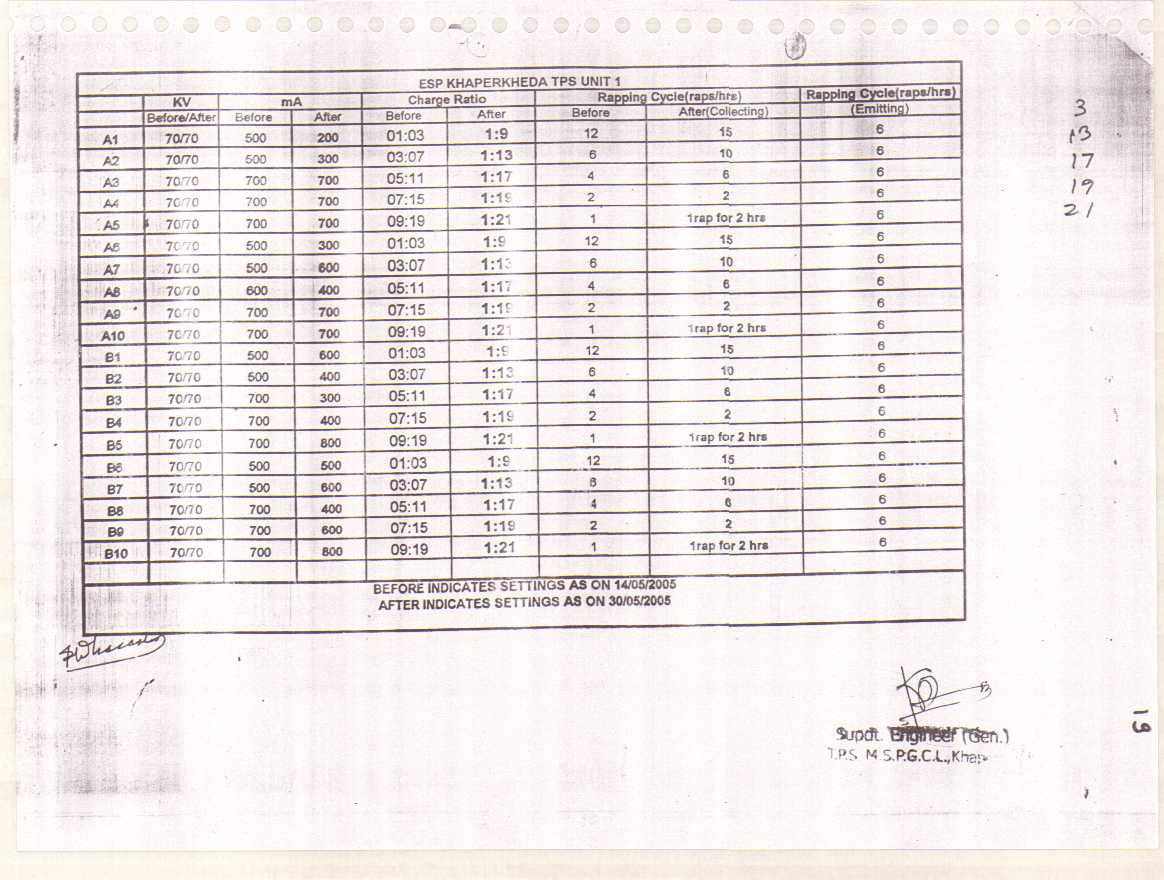 ESP KHAPERKHEDA TPS UNIT 1
KV mA Charge Ratio Rapping Cycle(raps/hrs) Rapping Cycle(raps/hrs)
Before/After Before After Before After Before After(Collecting) (Emitting)
A1 70/70 500 200 01:03 1:9 12 15 6
A2 70/70 500 300 03:07 1:13 6 10 6
A3 70/70 700 700 05:11 1:17 4 6 6
A4 70/70 700 700 07:15 1:19 2 2 6
A5 70/70 700 700 09:19 1:21 1 1rap for 2 hrs 6
A6 70/70 500 300 01:03 1:9 12 15 6
A7 70/70 500 600 03:07 1:13 6 10 6
A8 70/70 600 400 05:11 1:17 4 6 6
A9 70/70 700 700 07:15 1:19 2 2 6
A10 70/70 700 700 09:19 1:21 1 1rap for 2 hrs 6
B1 70/70 500 600 01:03 1:9 12 15 6
B2 70/70 500 400 03:07 1:13 6 10 6
B3 70/70 700 300 05:11 1:17 4 6 6
B4 70/70 700 400 07:15 1:19 2 2 6
B5 70/70 700 800 09:19 1:21 1 1rap for 2 hrs 6
B6 70/70 500 500 01:03 1:9 12 15 6
B7 70/70 500 600 03:07 1:13 6 10 6
B8 70/70 700 400 05:11 1:17 4 6 6
B9 70/70 700 600 07:15 1:19 2 2 6
B10 70/70 700 800 09:19 1:21 1 1rap for 2 hrs 6
BEFORE INDICATES SETTINGS AS ON 14/05/2005
AFTER INDICATES SETTINGS AS ON 30/05/2005
3
13
17
19
21
Supdt. Engineer (Gen.)
T.P.S. M.S.P.G.C.L., Khap
19